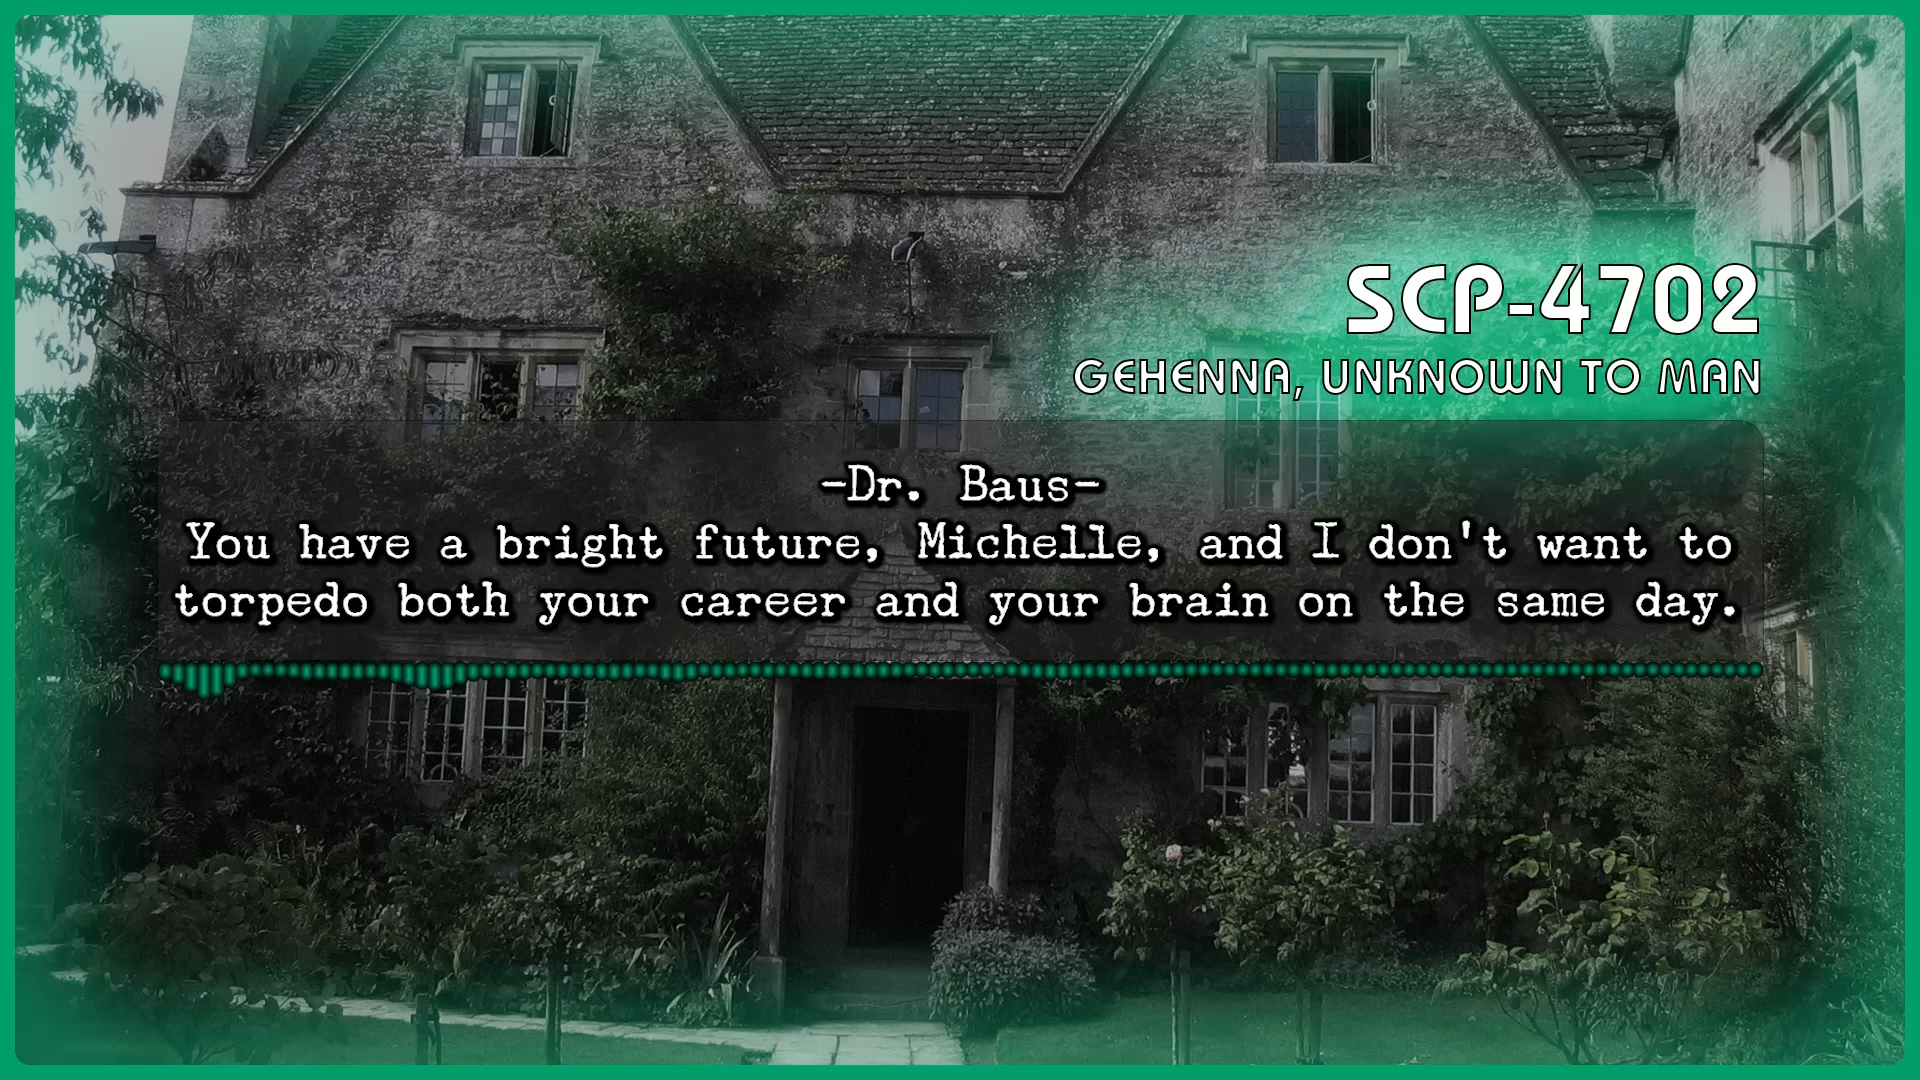 SCP-4702
GEHENNA, UNKNOWN TO MAN
-Dr. Baus-
You have a bright future, Michelle, and I don't want to
torpedo both your career and your brain on the same day.